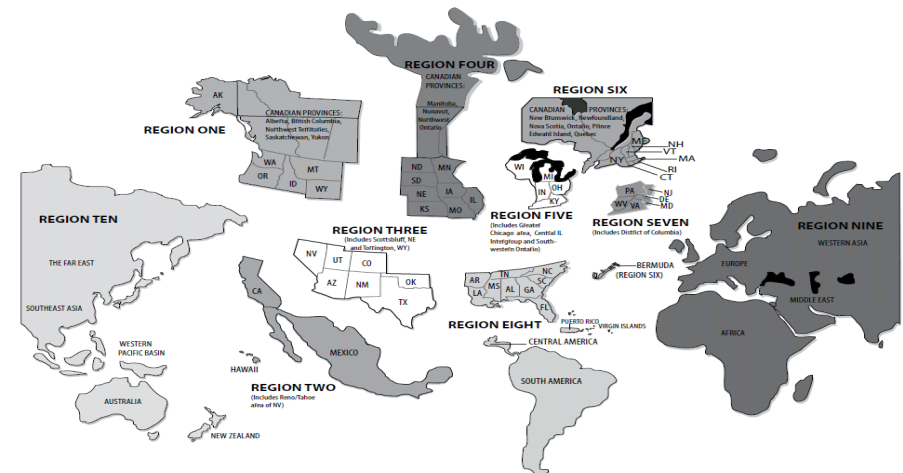 REGION FOUR
CANADIAN
PROVINCES:
Manitoba,
Nunavut,
Northwest
Ontario
REGION SIX
CANADIAN PROVINCES:
New Bunswick, Newfoundland,
Nova Scotia, Ontario, Prince
Edward Island, Quebec
ME
NH
VT
MA
NY
RI
CT
AK
CANADIAN PROVINCES:
Alberta, British Columbia,
Northwest Territories,
Saskatchewan, Yukon
REGION ONE
WA
OR
ID
MT
WY
ND
MN
SD
NE
IA
IL
KS
MO
WI
MI
IN
OH
KY
REGION FIVE
(Includes Greater
Chicago area, Central IL
Intergroup and South-
western Ontario)
PA
NJ
DE
MD
WV
VA
REGION SEVEN
(Includes District of Columbia)
REGION TEN
THE FAR EAST
SOUTHEAST ASIA
WESTERN
PACIFIC BASIN
AUSTRALIA
NEW ZEALAND
REGION THREE
(Includes Scottsbluff, NE
and Torrington, WY)
NV
UT
CO
AZ
NM
OK
TX
CA
MEXICO
HAWAII
REGION TWO
(Includes Reno/Tahoe
area of NV)
AR
TN
NC
SC
LA
MS
AL
GA
FL
REGION EIGHT
PUERTO RICO
VIRGIN ISLANDS
CENTRAL AMERICA
SOUTH AMERICA
BERMUDA
(REGION SIX)
REGION NINE
WESTERN ASIA
EUROPE
MIDDLE EAST
AFRICA